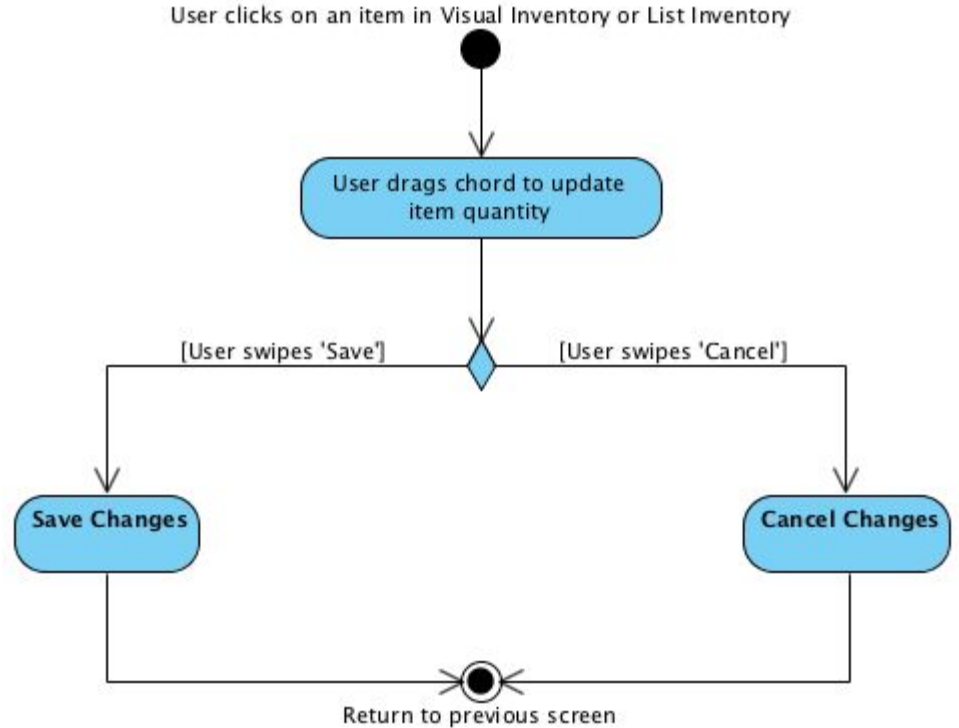 User clicks on an item in Visual Inventory or List Inventory
User drags chord to update
item quantity
[User swipes 'Save']
[User swipes 'Cancel']
Save Changes
Cancel Changes
Return to previous screen